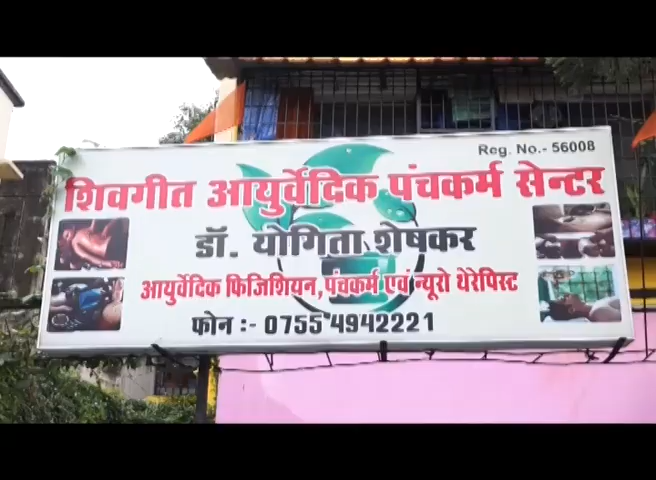 Reg. No.- 56008
शिवगीत आयुर्वेदिक पंचकर्म सेन्टर
डॉ. योगिता शेषकर
आयुर्वेदिक फिजिशियन, पंचकर्म एवं न्यूरो थेरेपिस्ट
फोन :- 0755 4942221